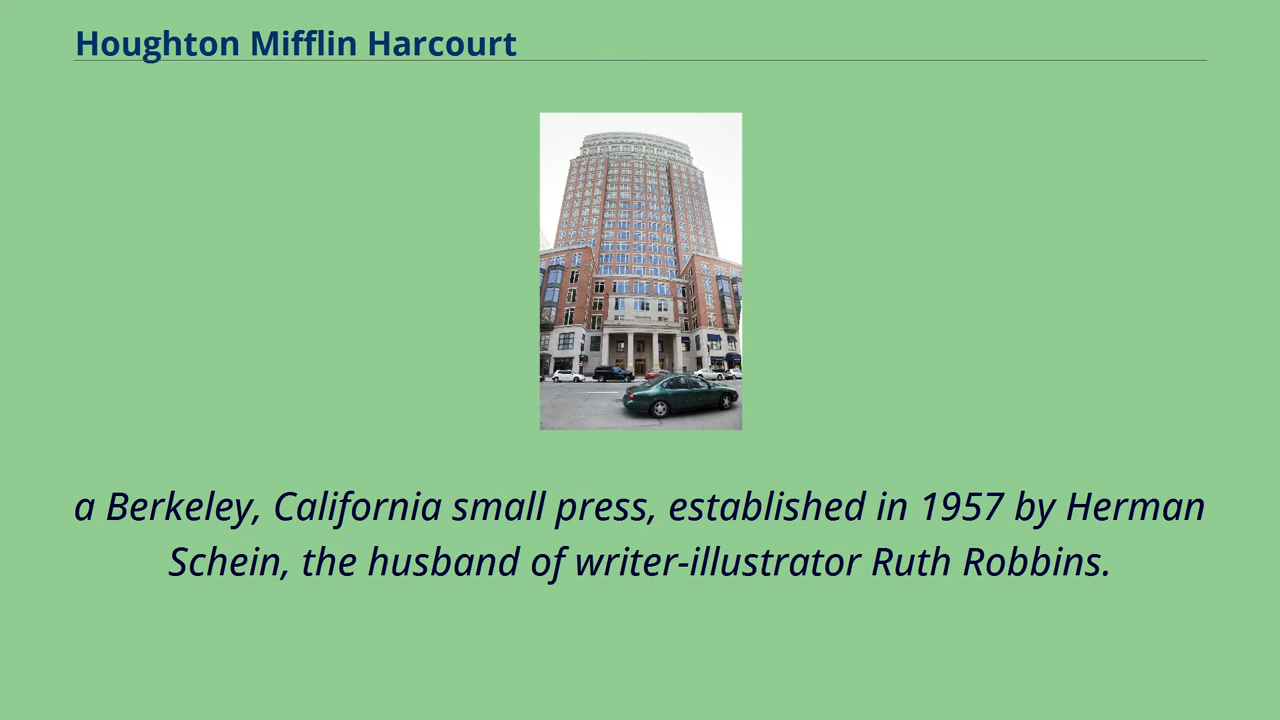 Houghton Mifflin Harcourt
a Berkeley, California small press, established in 1957 by Herman
Schein, the husband of writer-illustrator Ruth Robbins.